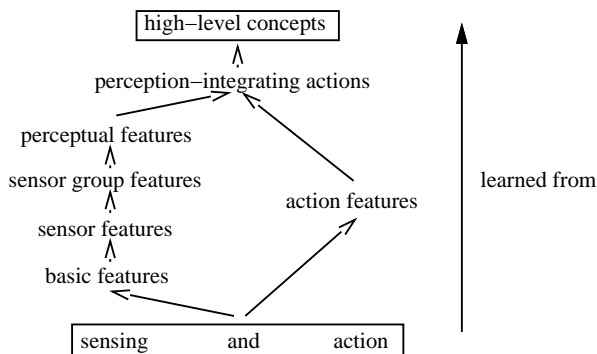 high−level concepts
perception−integrating actions
perceptual features
sensor group features
action features
learned from
sensor features
basic features
sensing and action